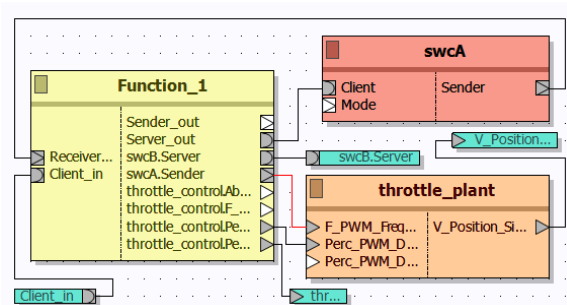 swcA
Client
Sender
Mode
Function_1
Sender_out
Server_out
swcB.Server
swcA.Sender
throttle_control.Ab...
throttle_control.F_...
throttle_control.Pe...
throttle_control.Pe...
Receiver...
Client_in
V_Position...
swcB.Server
throttle_plant
F_PWM_Freq...
V_Position_Si...
Perc_PWM_D...
Perc_PWM_D...
Client_in
thr...